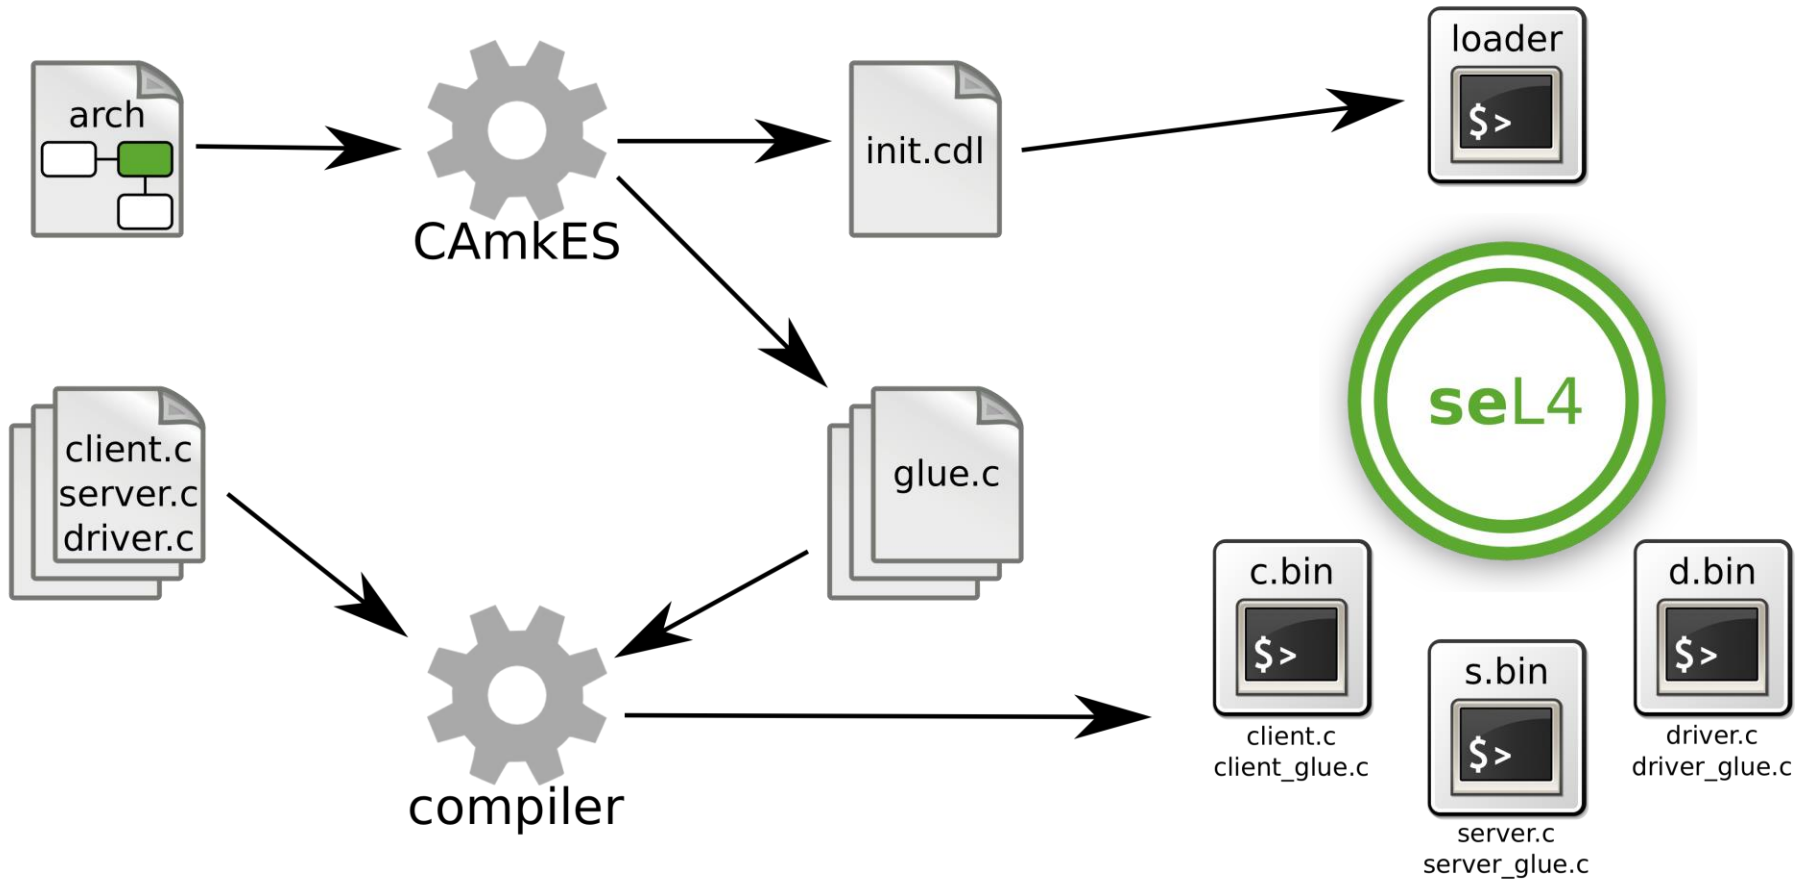 arch
CAmkES
init.cdl
loader
$>
client.c
server.c
driver.c
glue.c
seL4
compiler
c.bin
$>
client.c
client_glue.c
s.bin
$>
server.c
server_glue.c
d.bin
$>
driver.c
driver_glue.c